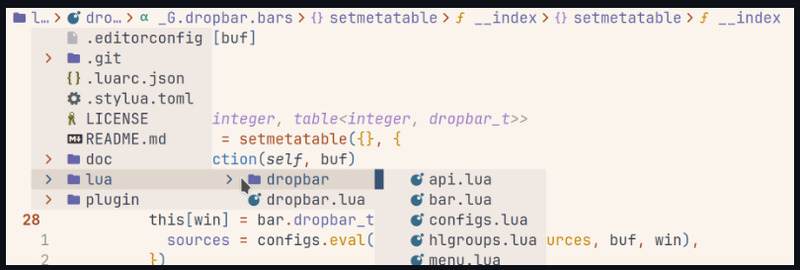 l… > dro… > α _G.dropbar.bars > {} setmetatable > ƒ __index > {} setmetatable > ƒ __index
.editorconfig [buf]
> .git
{} .luarc.json
.stylua.toml
LICENSE integer, table<integer, dropbar_t>>
README.md = setmetatable({}, {
> doc ction(self, buf)
> lua > dropbar api.lua
> plugin dropbar.lua bar.lua
28 this[win] = bar.dropbar_t configs.lua
1 sources = configs.eval( hlgroups.lua urces, buf, win),
2 }) menu.lua